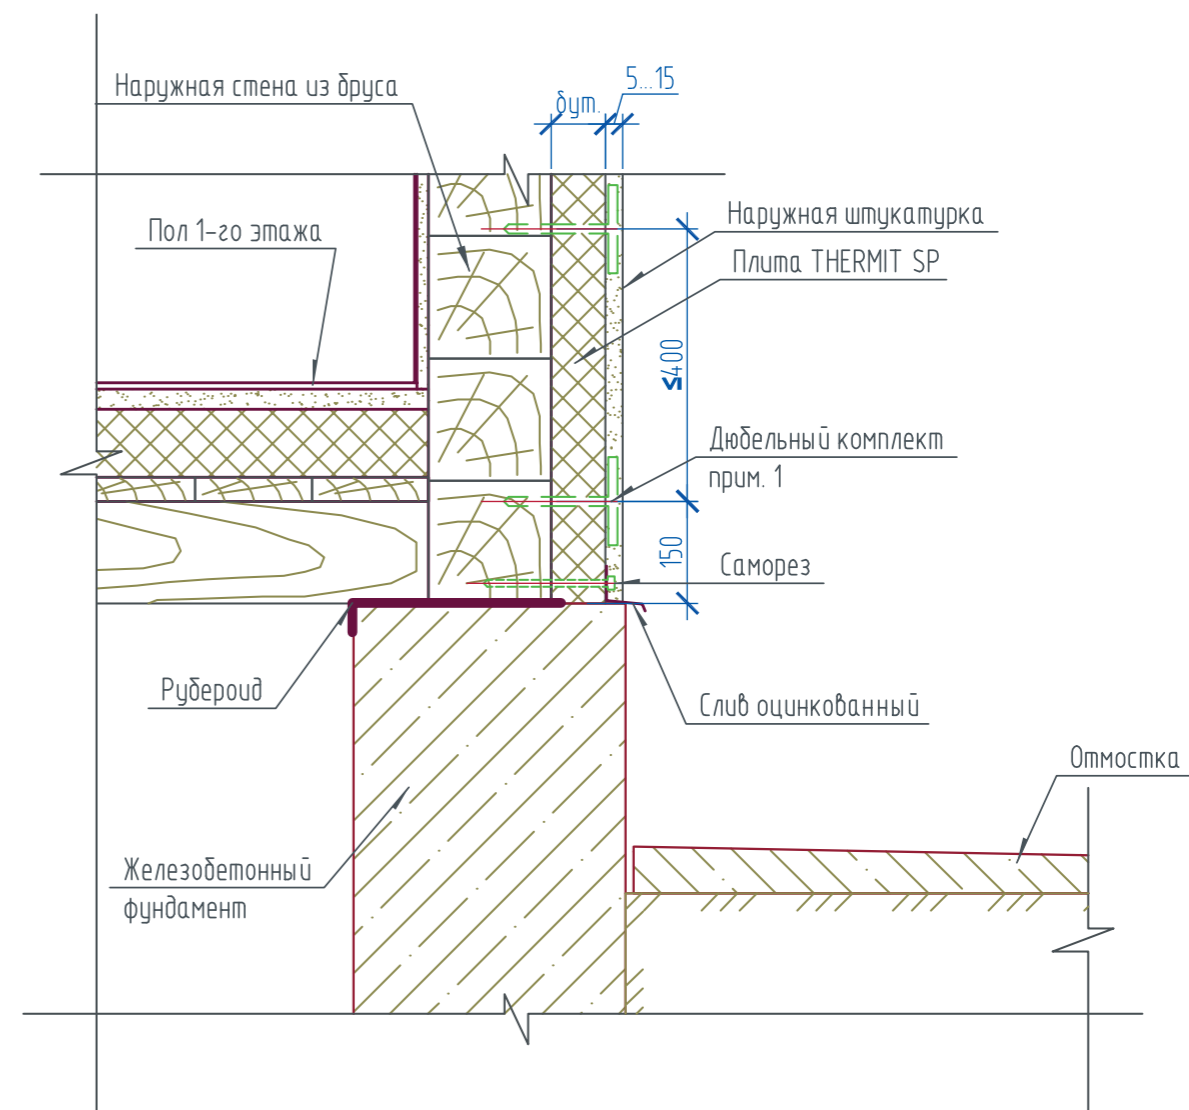 5...15
Наружная стена из бруса
δут.
Пол 1-го этажа
Наружная штукатурка
Плита THERMIT SP
≤400
Дюбельный комплект
прим. 1
150
Саморез
Рубероид
Слив оцинкованный
Отмостка
Железобетонный
фундамент